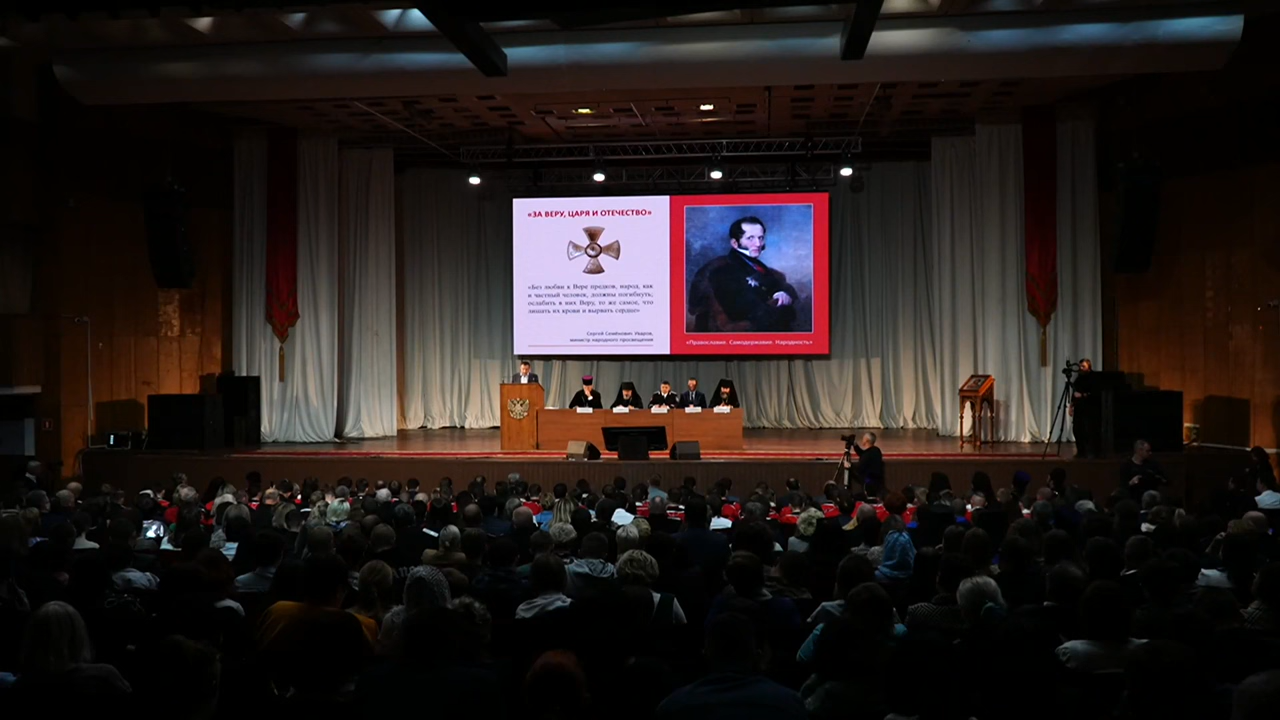 «ЗА ВЕРУ, ЦАРЯ И ОТЕЧЕСТВО»
«Без любви к Вере предков, народ, как
и частный человек, должны погибнуть;
ослабить в них Веру, то же самое, что
лишать их крови и вырвать сердце»
Сергей Семёнович Уваров,
министр народного просвещения
«Православие. Самодержавие. Народность»